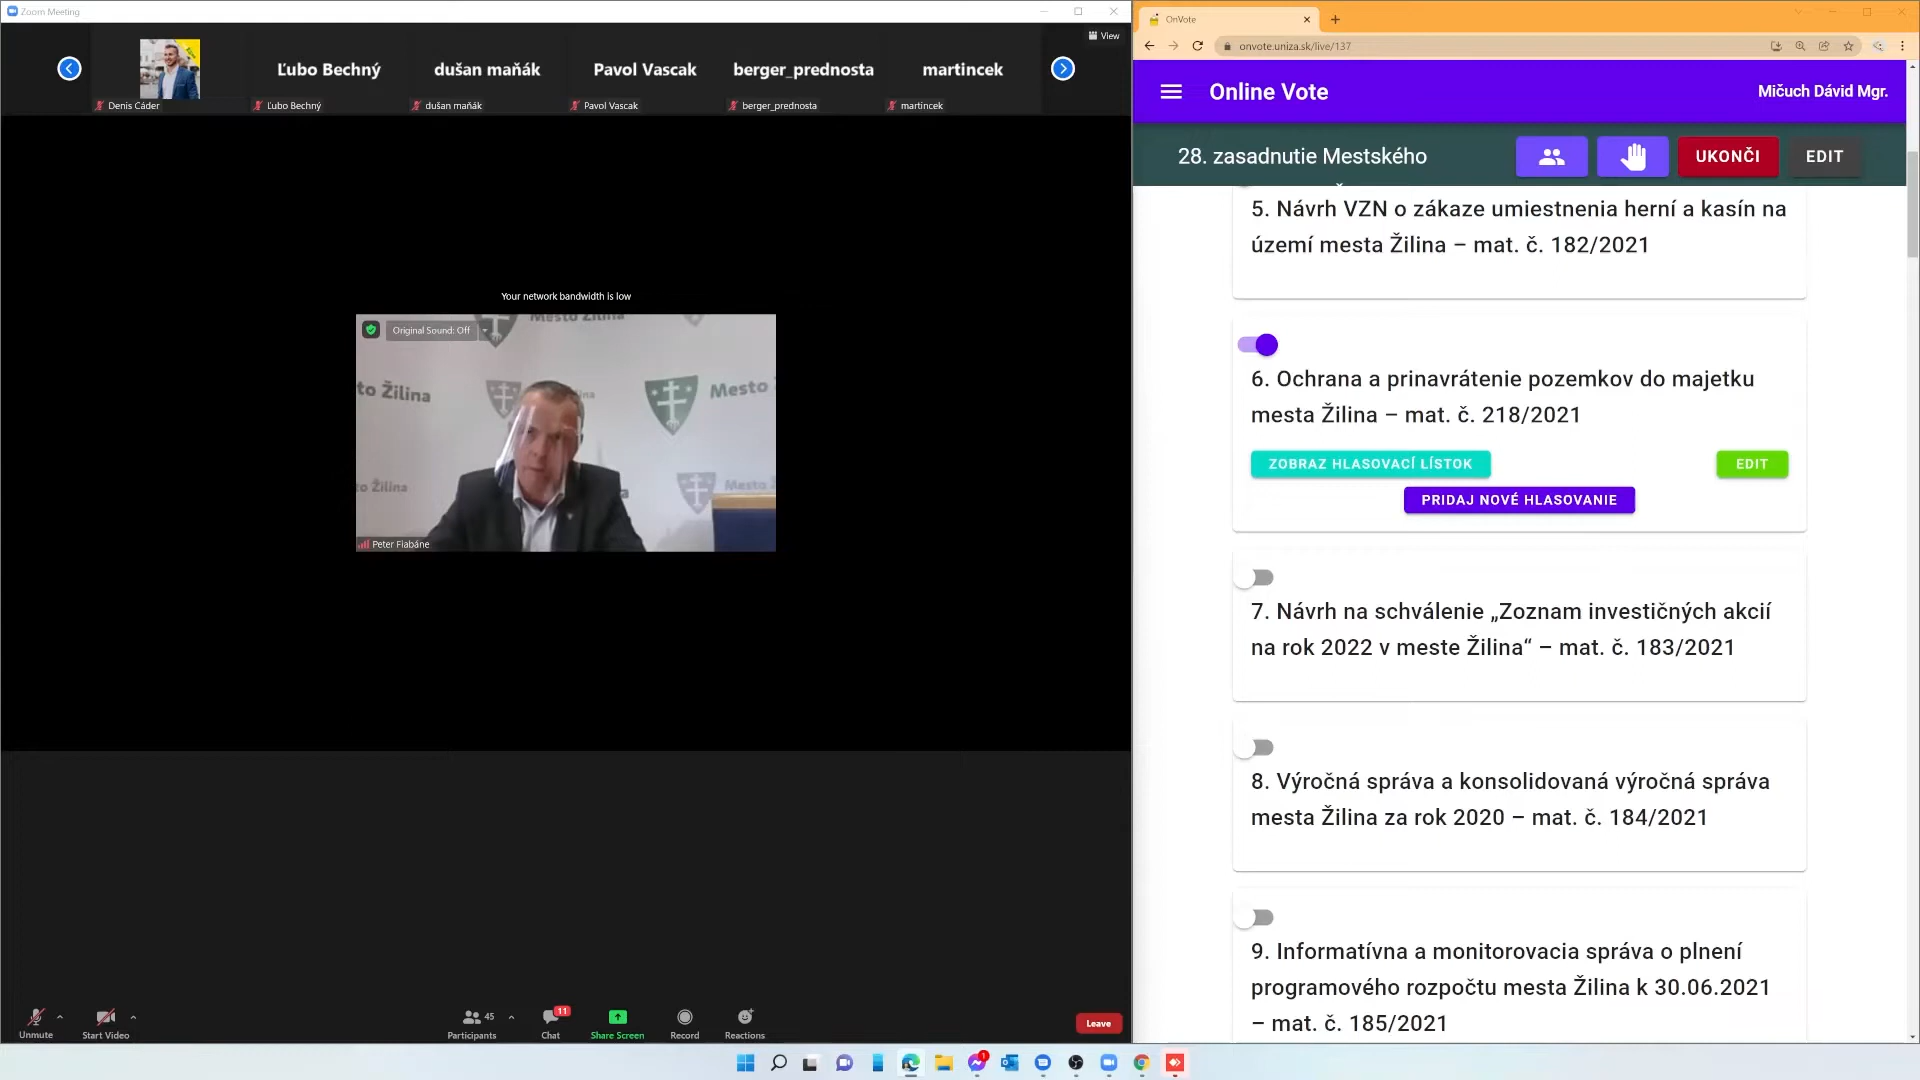 Zoom Meeting
View
Ľubo Bechný
dušan maňák
Pavol Vascak
berger_prednosta
martincek
Denis Cáder
Ľubo Bechný
dušan maňák
Pavol Vascak
berger_prednosta
martincek
Your network bandwidth is low
Original Sound: Off
Mesto Žilina
Mesto
Peter Fiabáne
Unmute
Start Video
45
Participants
11
Chat
Share Screen
Record
Reactions
Leave
OnVote
onvote.uniza.sk/live/137
Online Vote
Mičuch Dávid Mgr.
28. zasadnutie Mestského
UKONČI
EDIT
5. Návrh VZN o zákaze umiestnenia herní a kasín na
území mesta Žilina – mat. č. 182/2021
6. Ochrana a prinavrátenie pozemkov do majetku
mesta Žilina – mat. č. 218/2021
ZOBRAZ HLASOVACÍ LÍSTOK
EDIT
PRIDAJ NOVÉ HLASOVANIE
7. Návrh na schválenie „Zoznam investičných akcií
na rok 2022 v meste Žilina“ – mat. č. 183/2021
8. Výročná správa a konsolidovaná výročná správa
mesta Žilina za rok 2020 – mat. č. 184/2021
9. Informatívna a monitorovacia správa o plnení
programového rozpočtu mesta Žilina k 30.06.2021
– mat. č. 185/2021
1